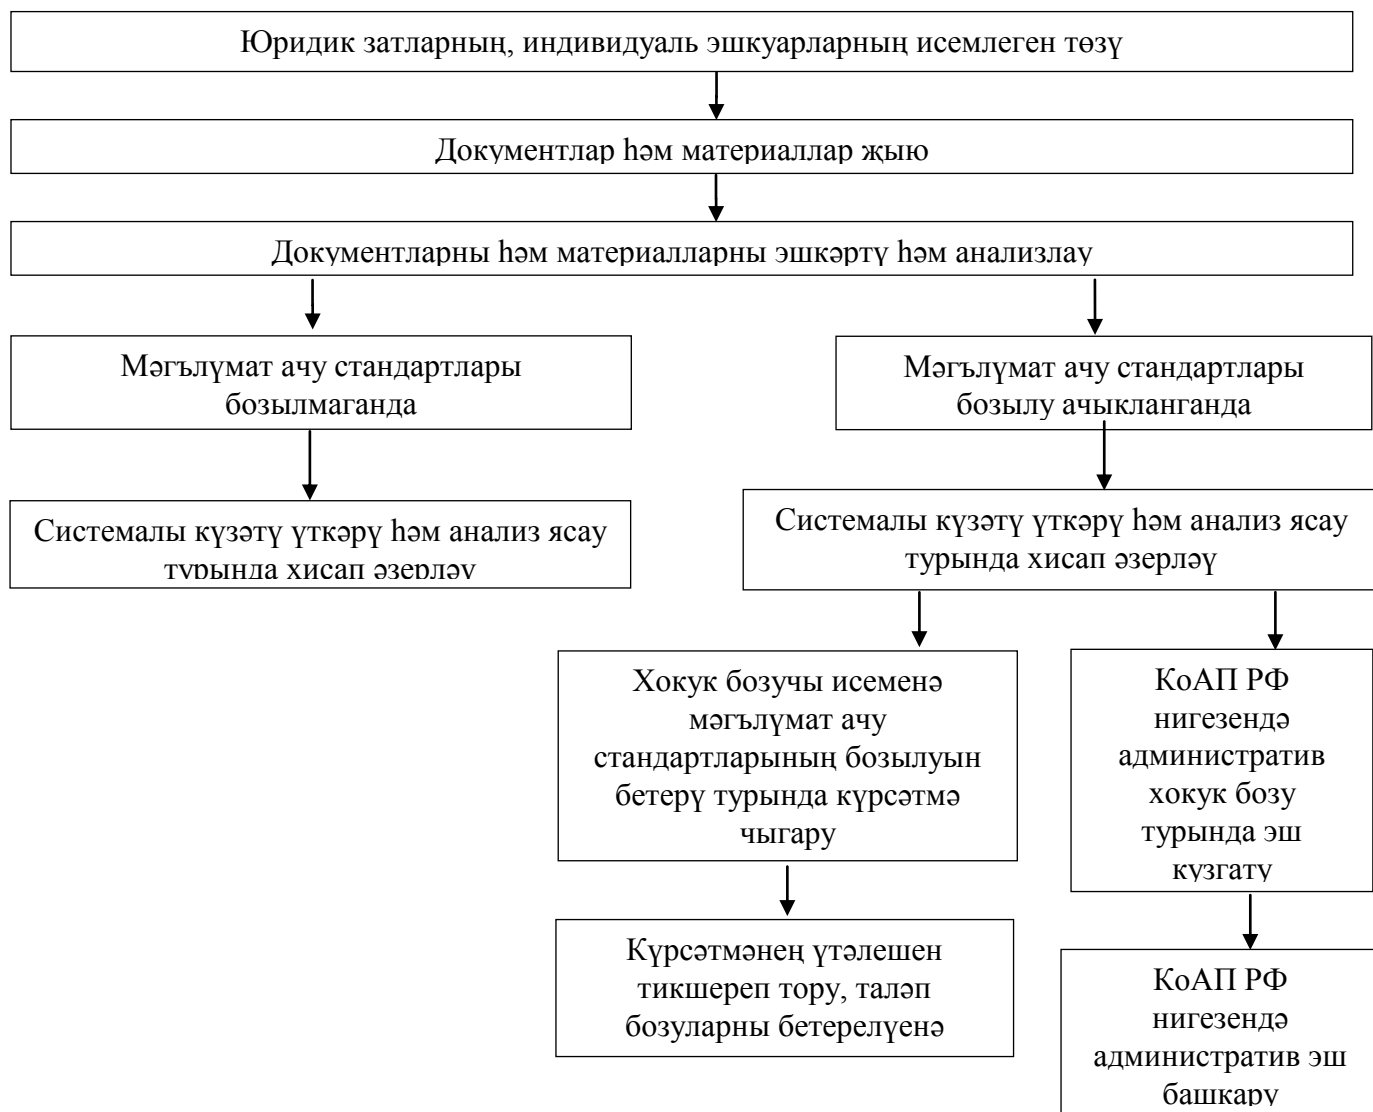 Юридик затларның, индивидуаль эшкуарларның исемлеген төзү
Документлар һәм материаллар җыю
Документларны һәм материалларны эшкәртү һәм анализлау
Мәгълүмат ачу стандартлары
бозылмаганда
Мәгълүмат ачу стандартлары
бозылу ачыкланганда
Системалы күзәтү үткәрү һәм анализ ясау
турында хисап әзерләү
Системалы күзәтү үткәрү һәм анализ ясау
турында хисап әзерләү
Хокук бозучы исеменә
мәгълүмат ачу
стандартларының бозылуын
бетерү турында күрсәтмә
чыгару
КоАП РФ
нигезендә
административ
хокук бозу
турында эш
кузгату
Күрсәтмәнең үтәлешен
тикшереп тору, таләп
бозуларны бетерелүенә
КоАП РФ
нигезендә
административ эш
башкару